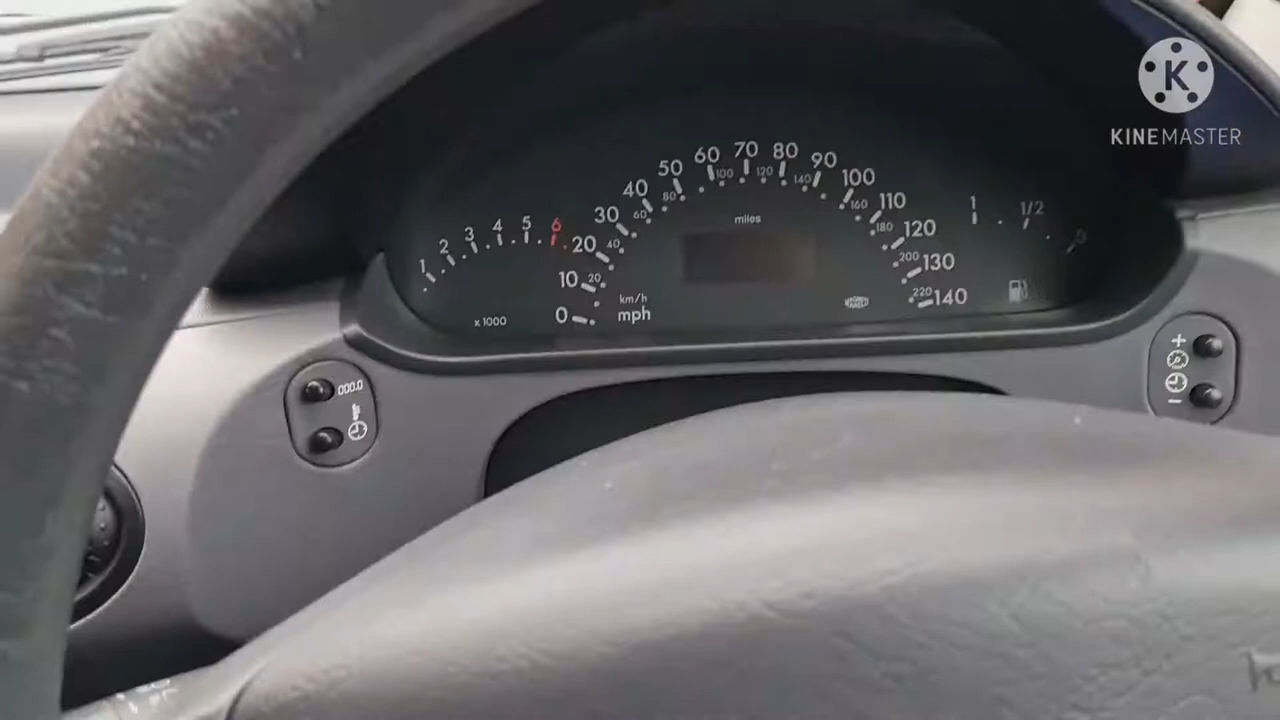 KINEMASTER
1 2 3 4 5 6
x 1000
0 10 20 30 40 50 60 70 80 90 100 110 120 130 140
20 40 60 80 100 120 140 160 180 200 220
miles
km/h
mph
1 1/2
000.0
+
-